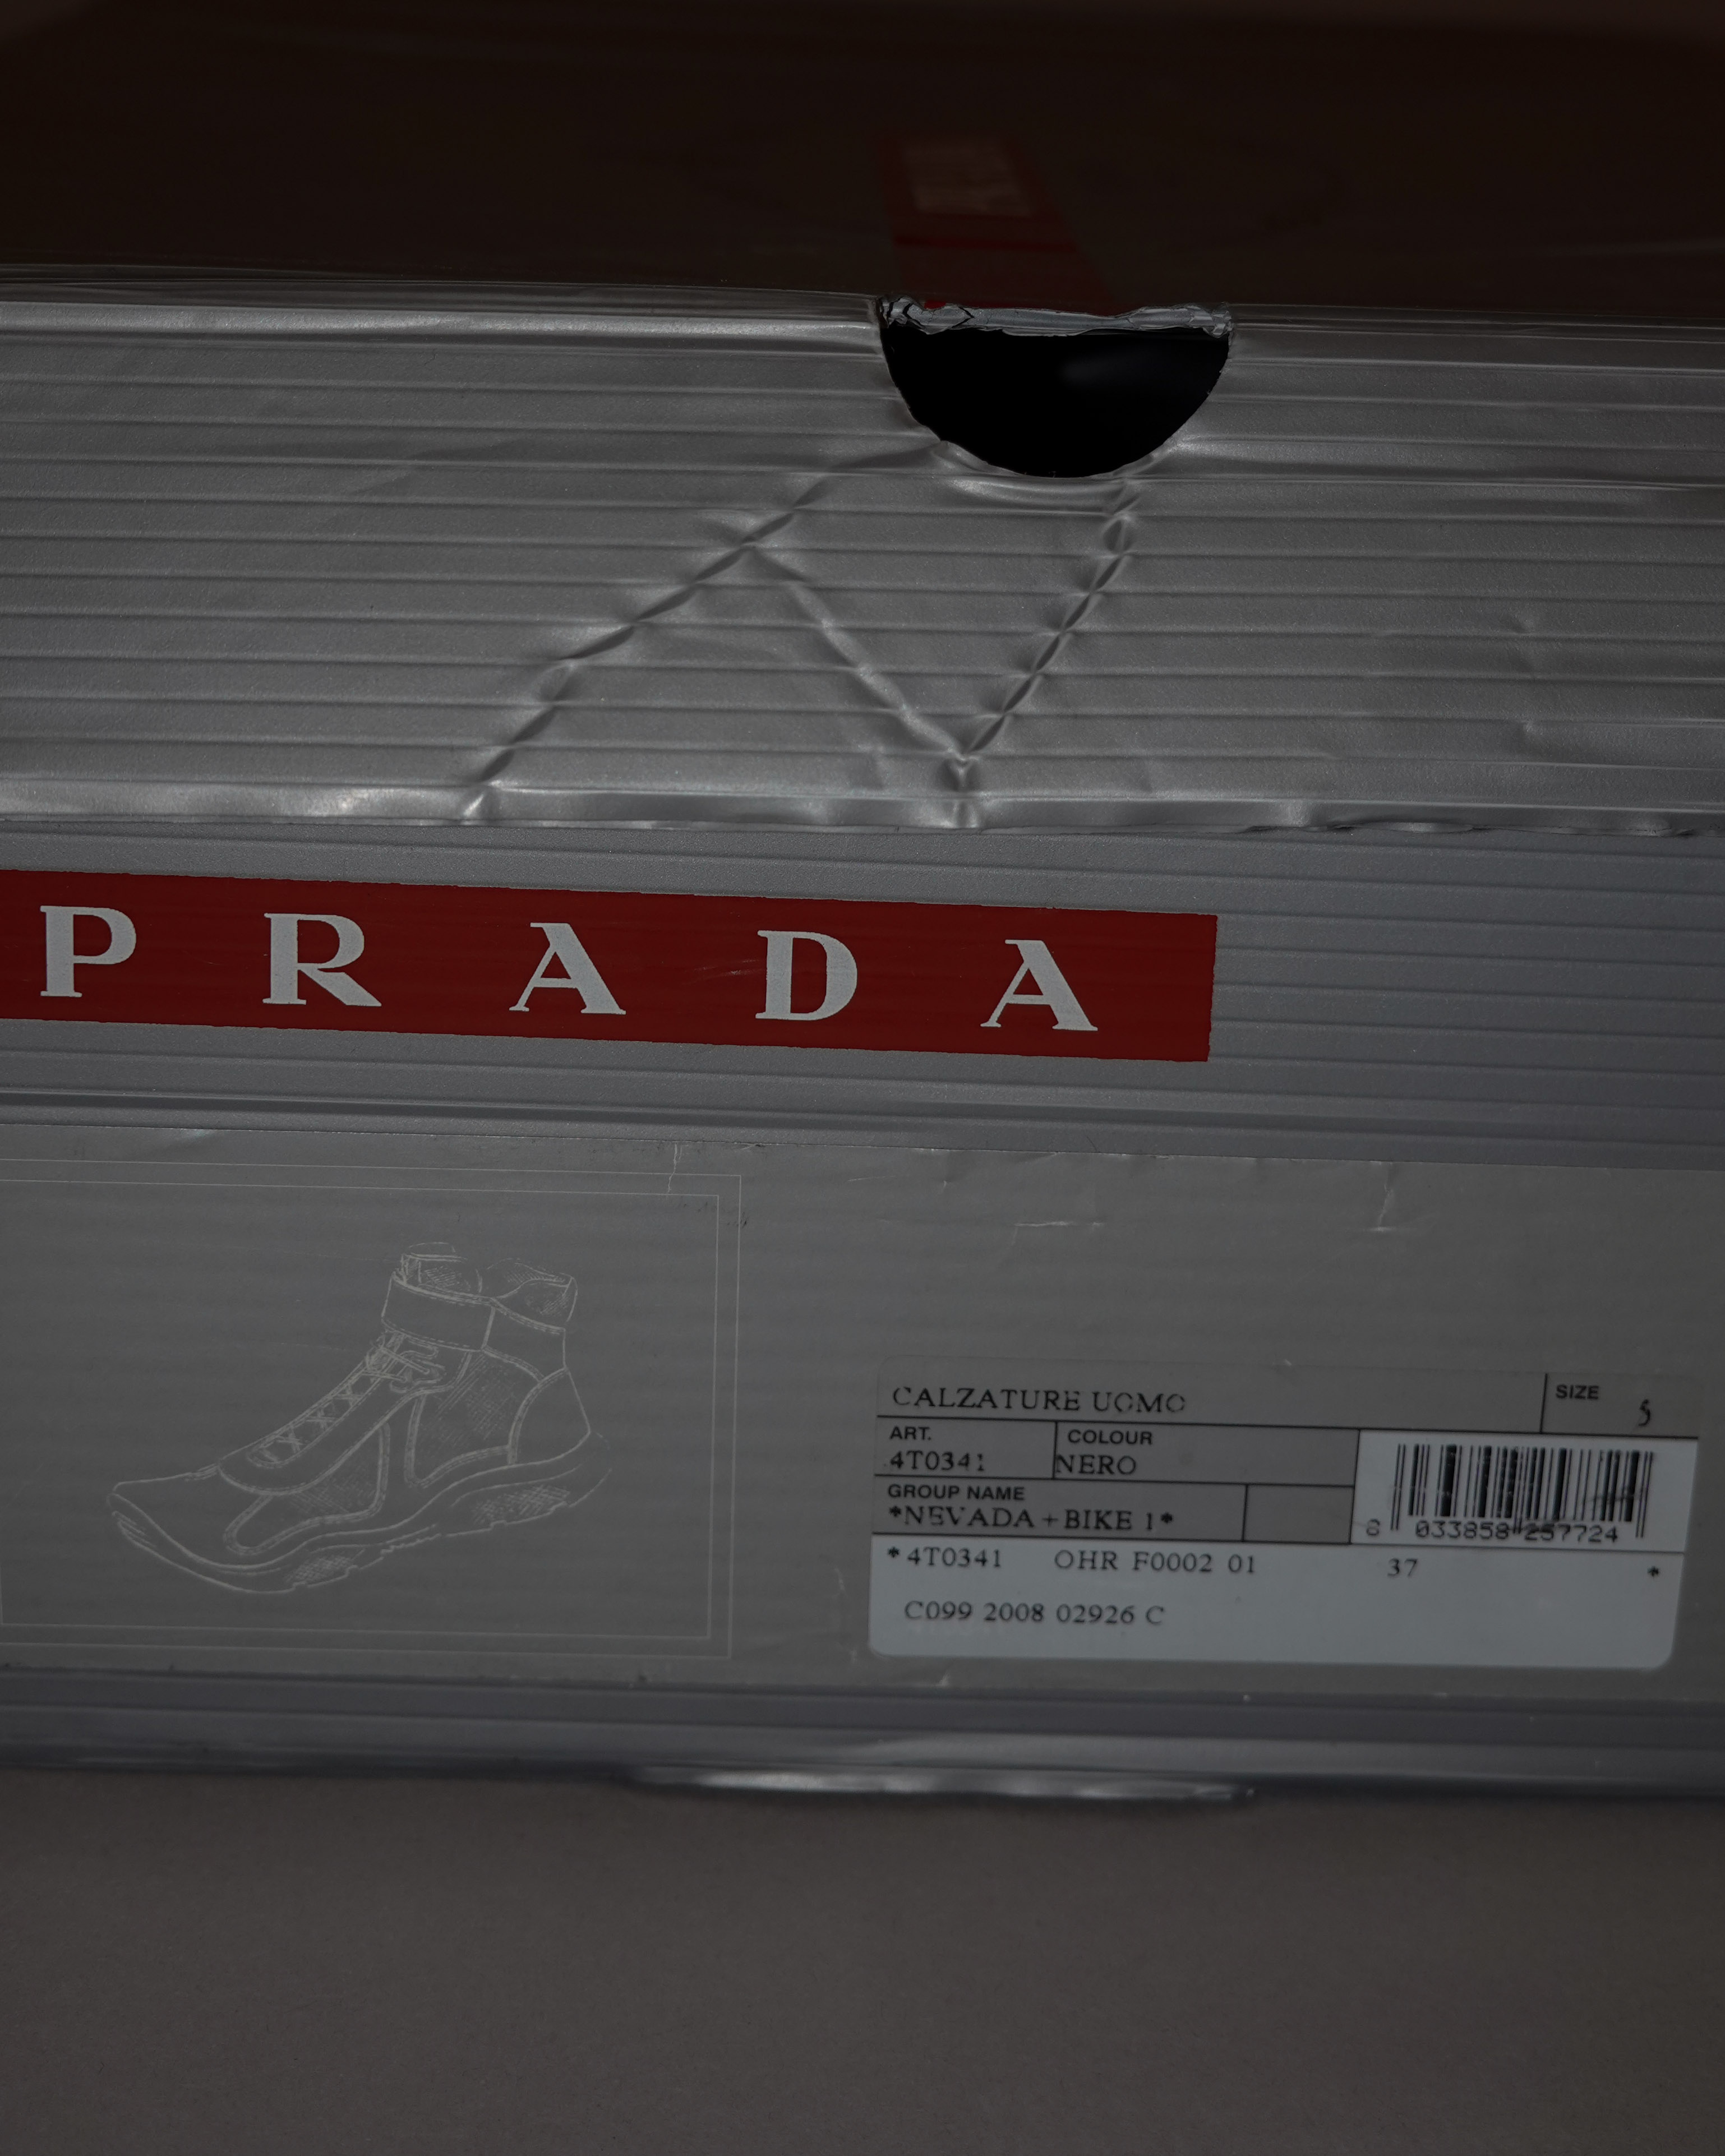 PRADA
CALZATURE UOMO
SIZE 5
ART. COLOUR
4T0341 NERO
GROUP NAME
*NEVADA+BIKE 1*
8 033858 257724
*4T0341 OHR F0002 01 37 *
C099 2008 02926 C